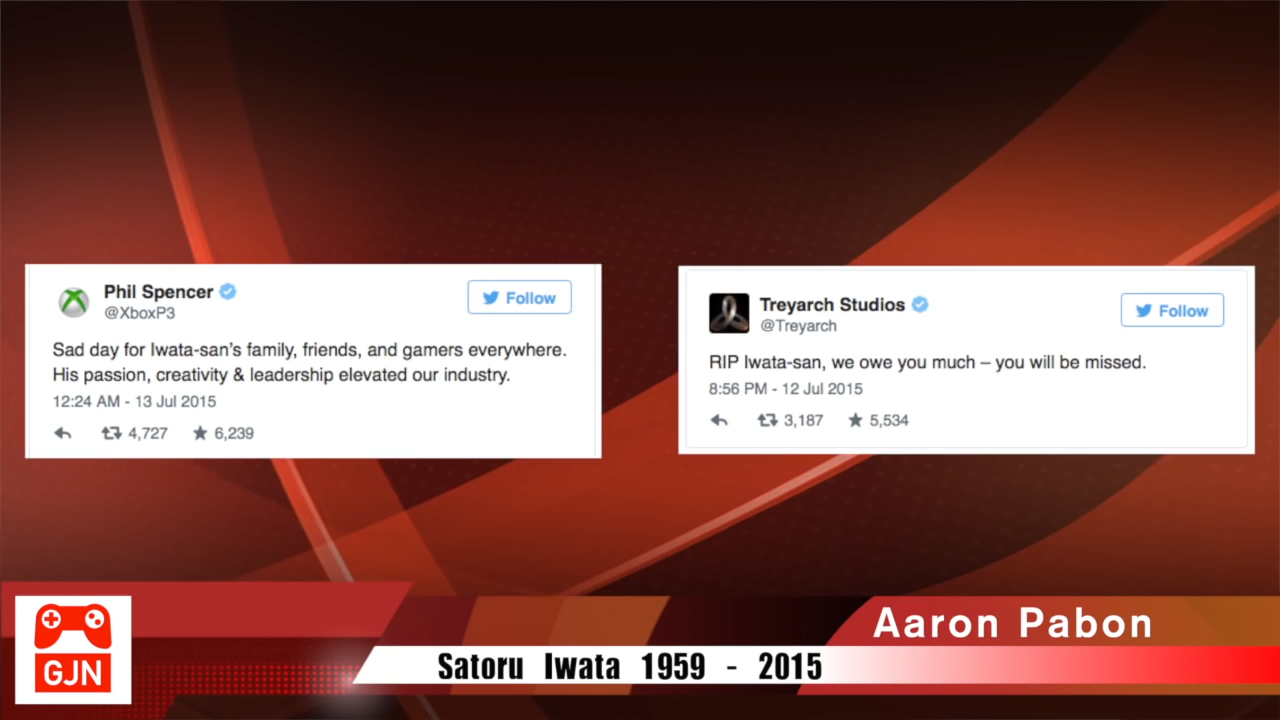 Phil Spencer
@XboxP3
Follow
Sad day for Iwata-san's family, friends, and gamers everywhere.
His passion, creativity & leadership elevated our industry.
12:24 AM - 13 Jul 2015
4,727 6,239
Treyarch Studios
@Treyarch
Follow
RIP Iwata-san, we owe you much – you will be missed.
8:56 PM - 12 Jul 2015
3,187 5,534
Aaron Pabon
Satoru Iwata 1959 - 2015
GJN